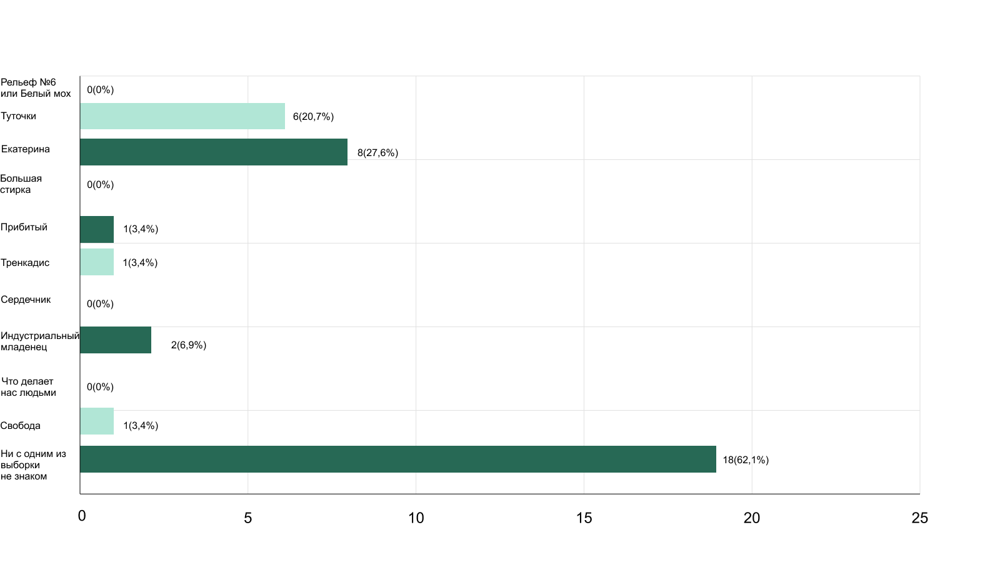 Рельеф №6
или Белый мох
0(0%)
Туточки
6(20,7%)
Екатерина
8(27,6%)
Большая
стирка
0(0%)
Прибитый
1(3,4%)
Тренкадис
1(3,4%)
Сердечник
0(0%)
Индустриальный
младенец
2(6,9%)
Что делает
нас людьми
0(0%)
Свобода
1(3,4%)
Ни с одним из
выборки
не знаком
18(62,1%)
0 5 10 15 20 25